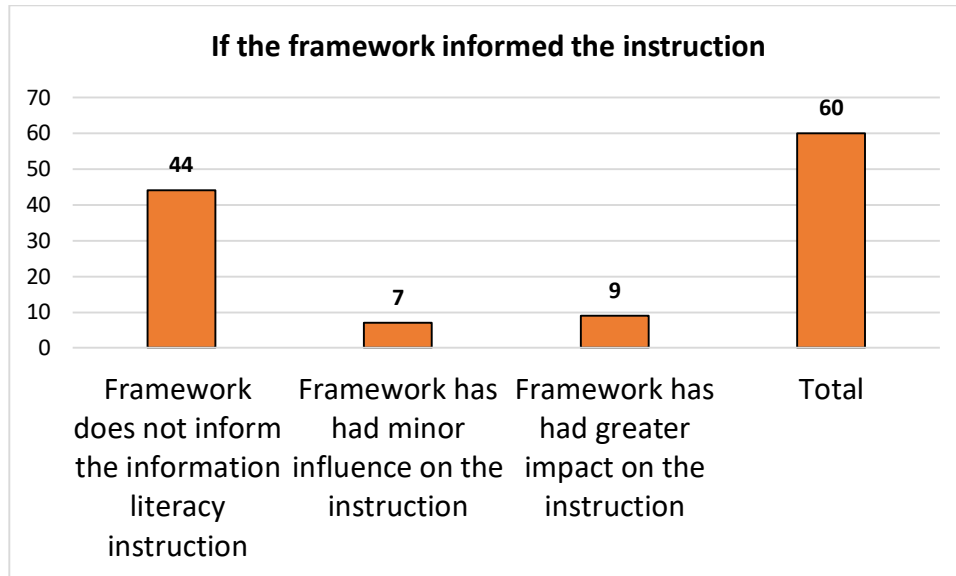 If the framework informed the instruction
70
60
50
40
30
20
10
0
44
7
9
60
Framework
does not inform
the information
literacy
instruction
Framework has
had minor
influence on the
instruction
Framework has
had greater
impact on the
instruction
Total